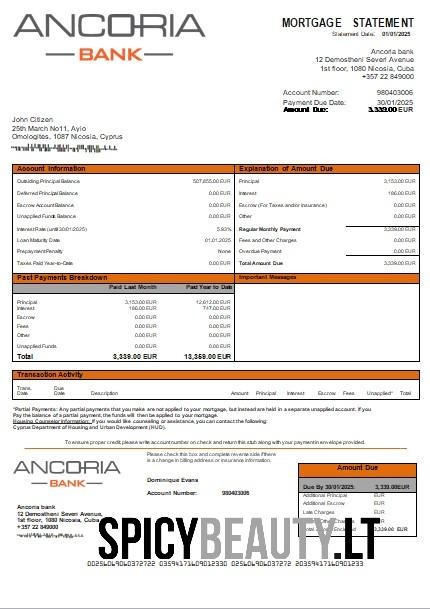 ANCORIA
BANK
MORTGAGE STATEMENT
Statement Date: 01/01/2025
Ancoria bank
12 Demostheni Severi Avenue
1st floor, 1080 Nicosia, Cuba
+357 22 849000
Account Number: 980403006
Payment Due Date: 30/01/2025
Amount Due: 3,339.00 EUR
John Citizen
25th March No11, Ayio
Omologites, 1087 Nicosia, Cyprus
Account Information
Outstanding Principal Balance 507,855.00 EUR
Deferred Principal Balance 0.00 EUR
Escrow Account Balance 0.00 EUR
Unapplied Funds Balance 0.00 EUR
Interest Rate (until 30/01/2025) 5.93%
Loan Maturity Date 01.01.2025
Prepayment Penalty None
Taxes Paid Year-to-Date 0.00 EUR
Explanation of Amount Due
Principal 3,153.00 EUR
Interest 186.00 EUR
Escrow (For Taxes and/or Insurance) 0.00 EUR
Other 0.00 EUR
Regular Monthly Payment 3,339.00 EUR
Fees and Other Charges 0.00 EUR
Overdue Payment 0.00 EUR
Total Amount Due 3,339.00 EUR
Past Payments Breakdown
Paid Last Month Paid Year to Date
Principal 3,153.00 EUR 12,612.00 EUR
Interest 186.00 EUR 747.00 EUR
Escrow 0.00 EUR 0.00 EUR
Fees 0.00 EUR 0.00 EUR
Other 0.00 EUR 0.00 EUR
Unapplied Funds 0.00 EUR 0.00 EUR
Total 3,339.00 EUR 13,359.00 EUR
Important Messages
Transaction Activity
Trans. Date Due Date Description Amount Principal Interest Escrow Fees Unapplied* Total
*Partial Payments: Any partial payments that you make are not applied to your mortgage, but instead are held in a separate unapplied account. If you
Pay the balance of a partial payment, the funds will then be applied to your mortgage.
Housing Counselor Information: If you would like counseling or assistance, you can contact the following:
Cyprus Department of Housing and Urban Development (HUD).
To ensure proper credit please write account number on check and return this stub along with your payment in envelope provided.
ANCORIA
BANK
Please check this box and complete reverse side if there
is a change in billing address or insurance information.
Dominique Evans
Account Number: 980403006
Ancoria bank
12 Demostheni Severi Avenue,
1st floor, 1080 Nicosia, Cuba,
+357 22 849000
Amount Due
Due By 30/01/2025: 3,339.00EUR
Additional Principal EUR
Additional Escrow EUR
Late Charges EUR
Other Charges EUR
3,339.00 EUR
SPICYBEAUTY.LT